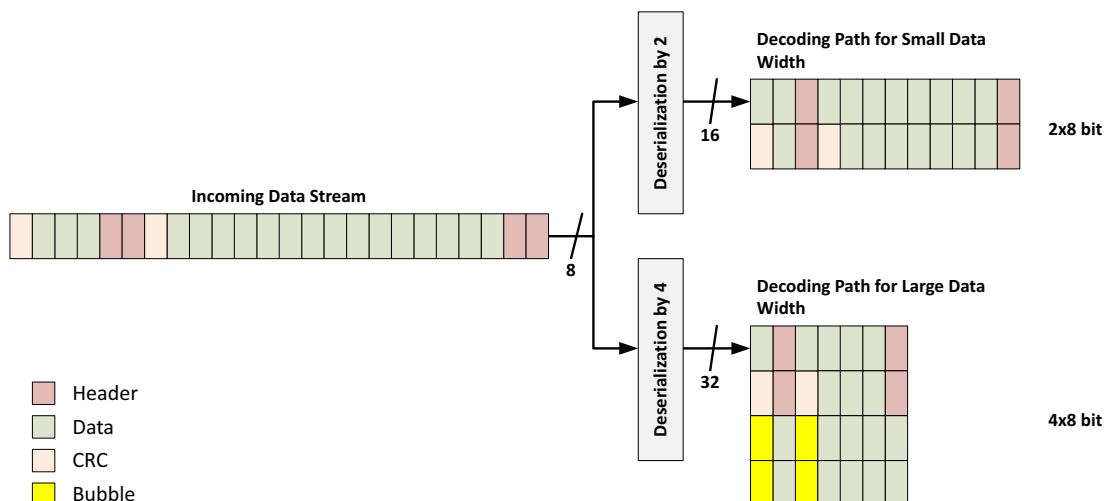 Decoding Path for Small Data
Width
Deserialization by 2
16
2x8 bit
Incoming Data Stream
8
Deserialization by 4
Decoding Path for Large Data
Width
32
4x8 bit
Header
Data
CRC
Bubble